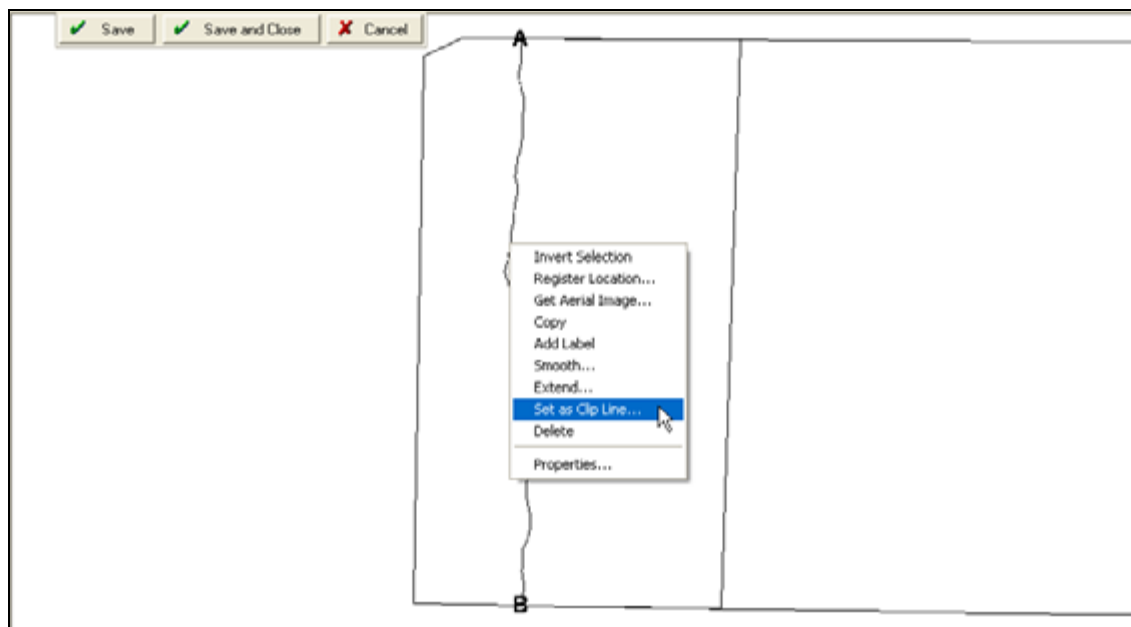 Save Save and Close Cancel
A
Invert Selection
Register Location...
Get Aerial Image...
Copy
Add Label
Smooth...
Extend...
Set as Clip Line...
Delete
Properties...
B